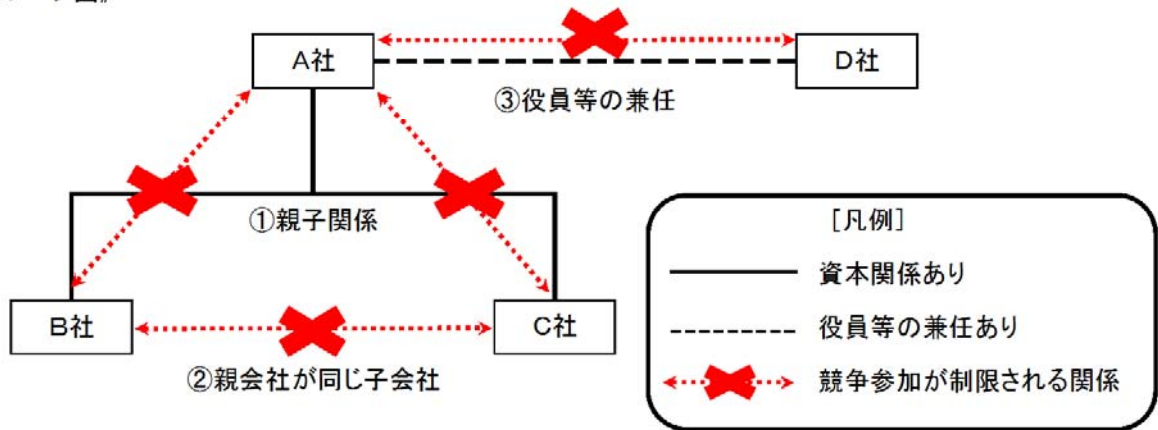 A社
D社
③役員等の兼任
①親子関係
B社
C社
②親会社が同じ子会社
[凡例]
資本関係あり
役員等の兼任あり
競争参加が制限される関係